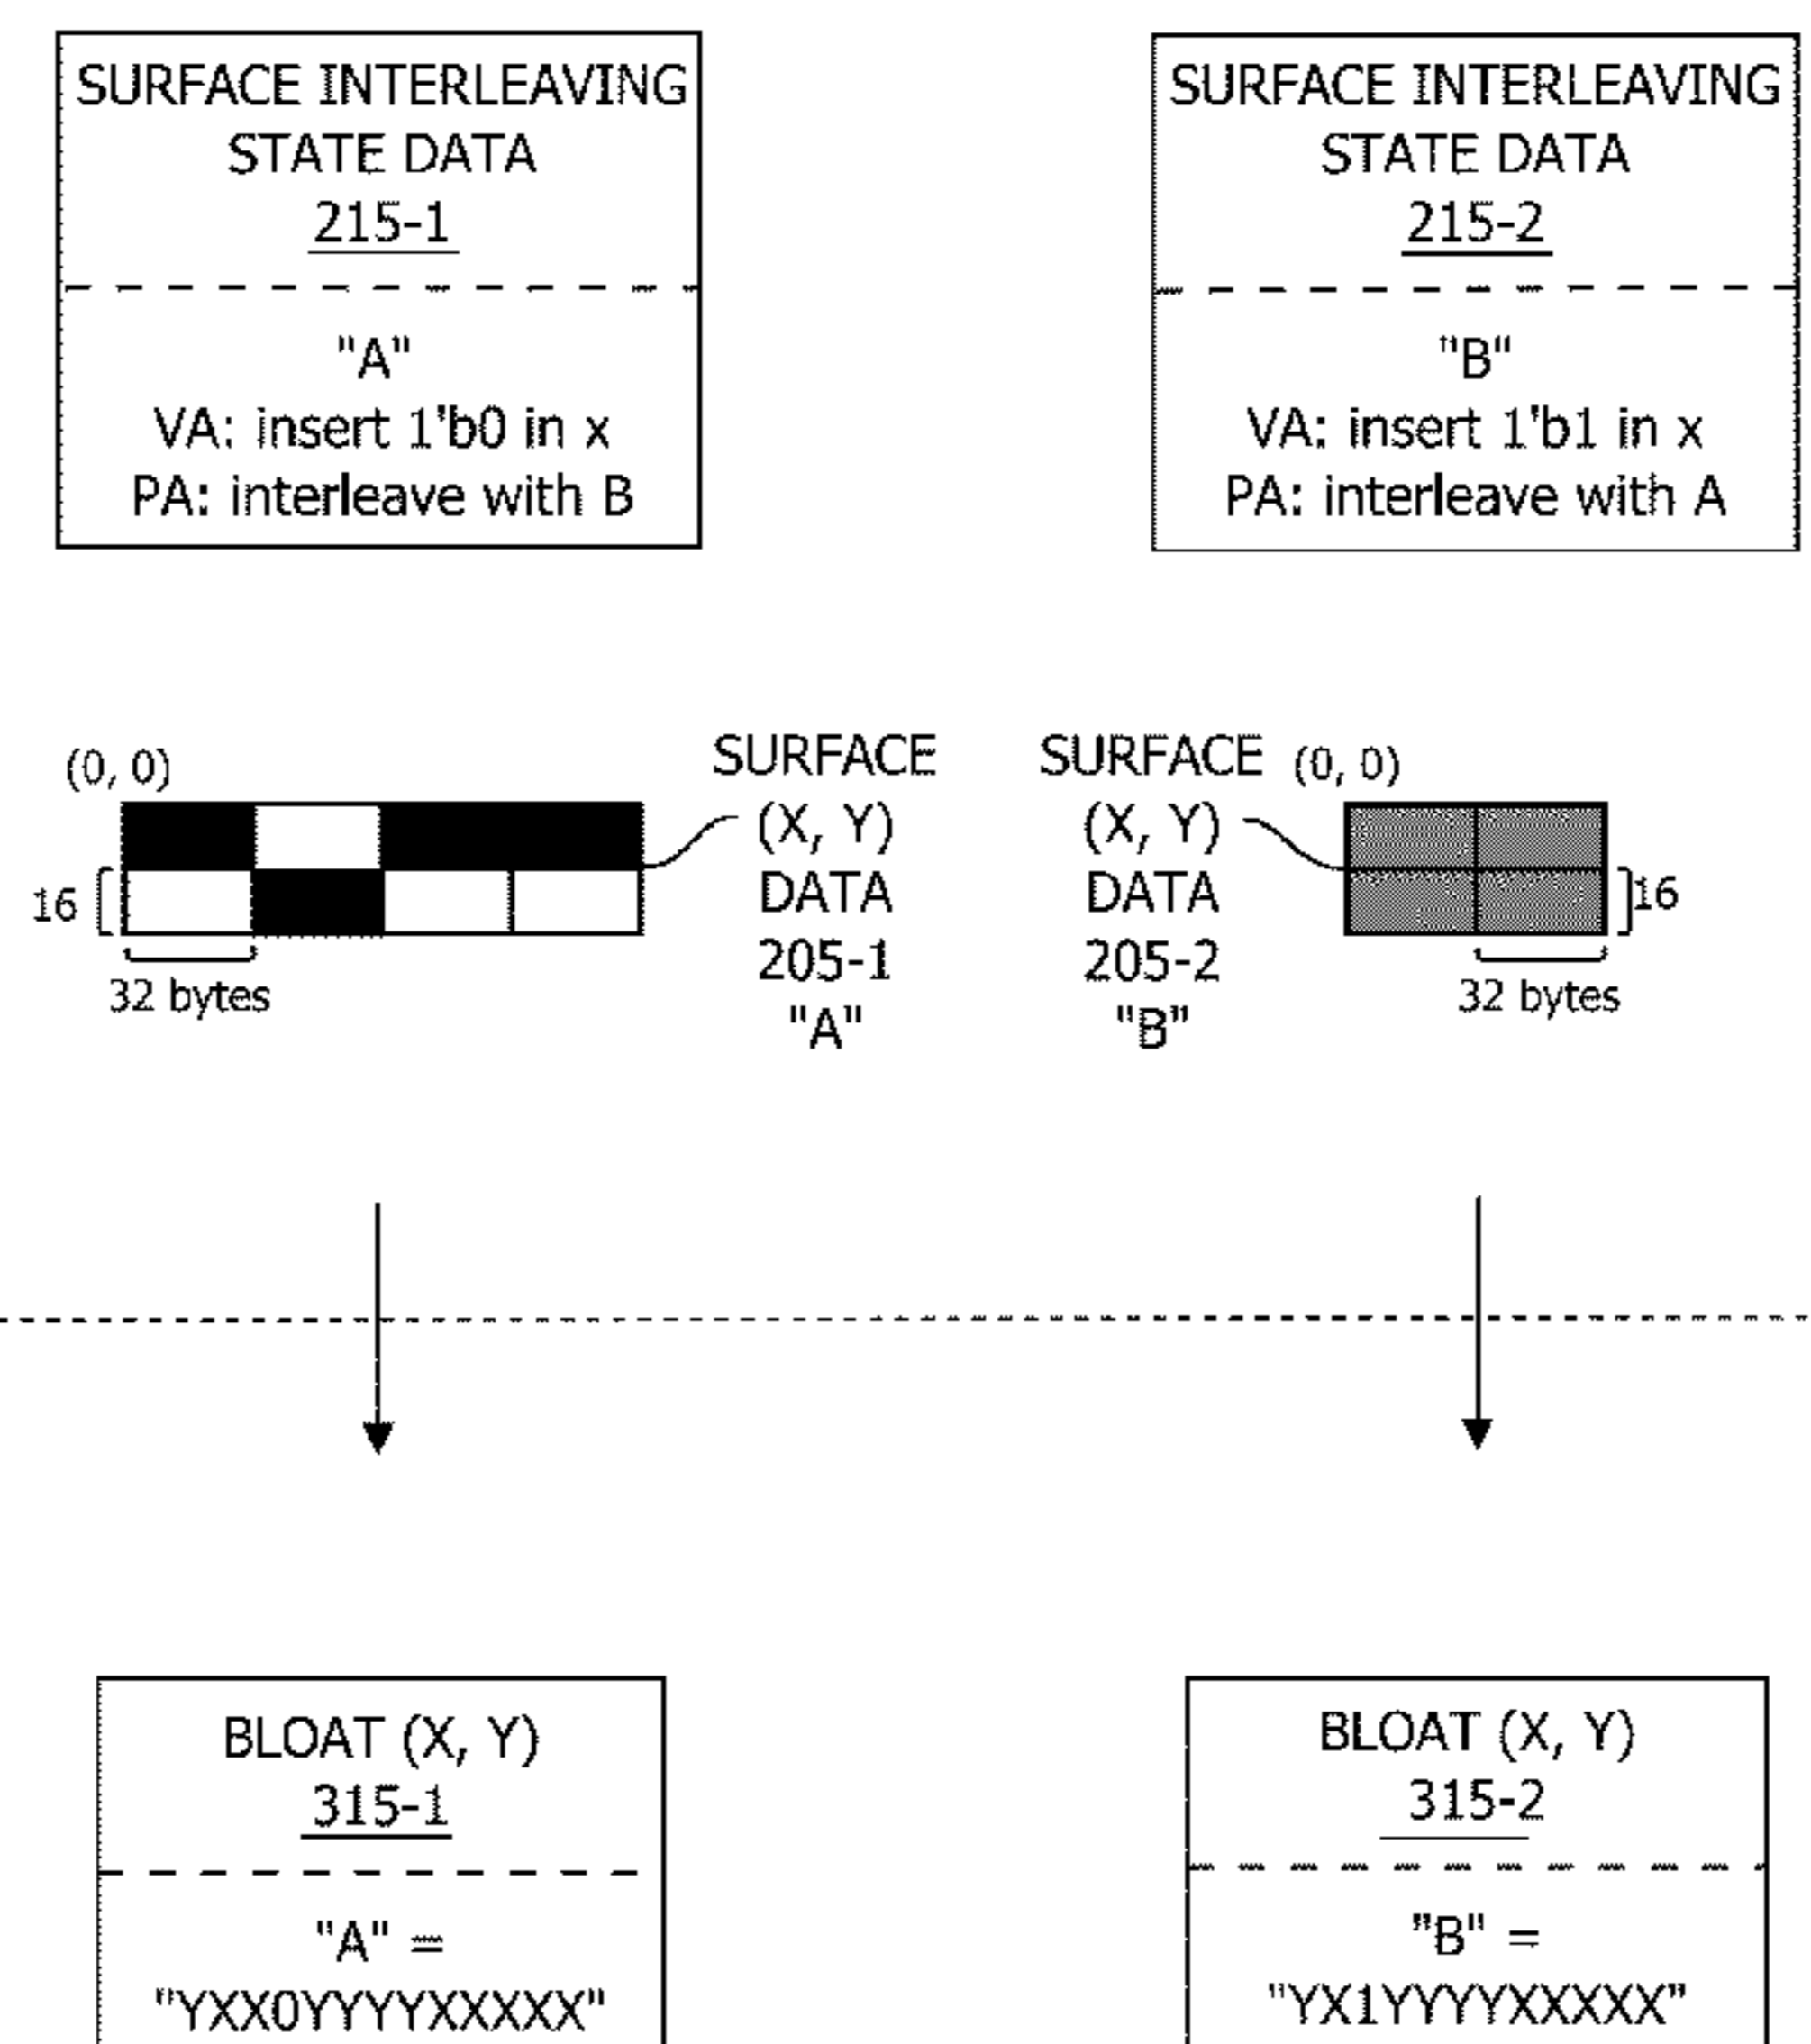 SURFACE INTERLEAVING
STATE DATA
215-1
"A"
VA: insert 1'b0 in x
PA: interleave with B
SURFACE INTERLEAVING
STATE DATA
215-2
"B"
VA: insert 1'b1 in x
PA: interleave with A
(0, 0)
16
32 bytes
SURFACE
(X, Y)
DATA
205-1
"A"
SURFACE
(X, Y)
DATA
205-2
"B"
(0, 0)
16
32 bytes
BLOAT (X, Y)
315-1
"A" =
"YXX0YYYYXXXXX"
BLOAT (X, Y)
315-2
"B" =
"YX1YYYYXXXXX"